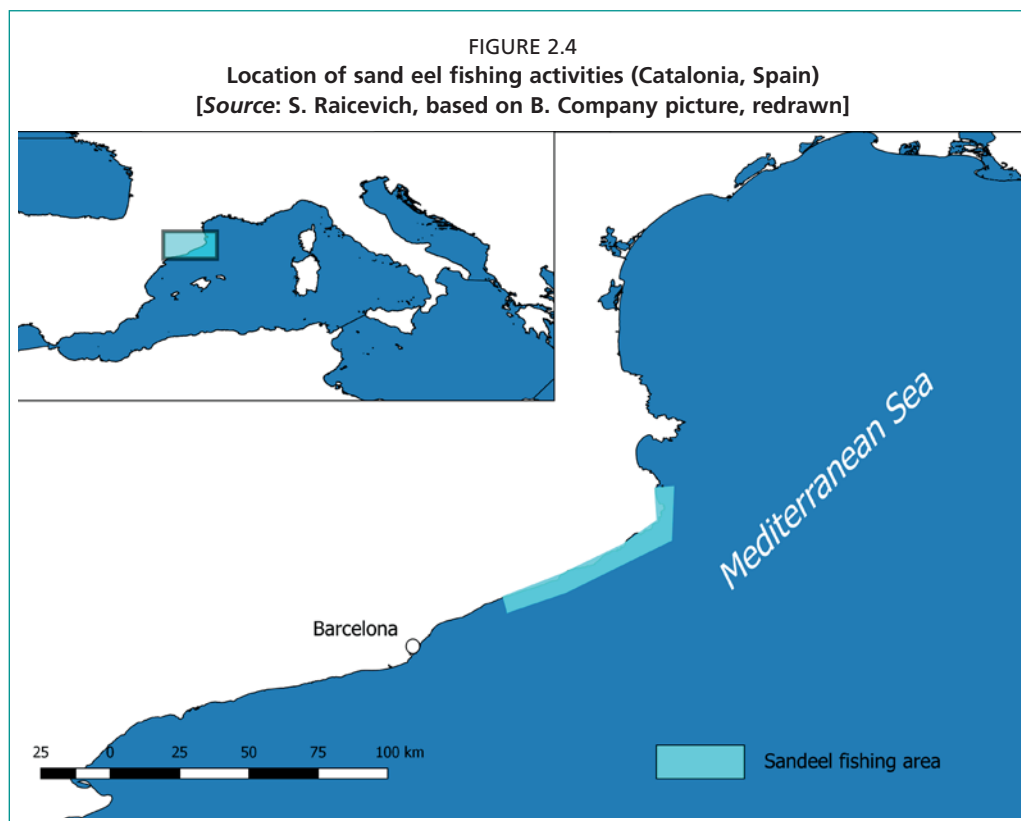 FIGURE 2.4
Location of sand eel fishing activities (Catalonia, Spain)
[Source: S. Raicevich, based on B. Company picture, redrawn]
Mediterranean Sea
Barcelona
25 0 25 50 75 100 km
Sandeel fishing area